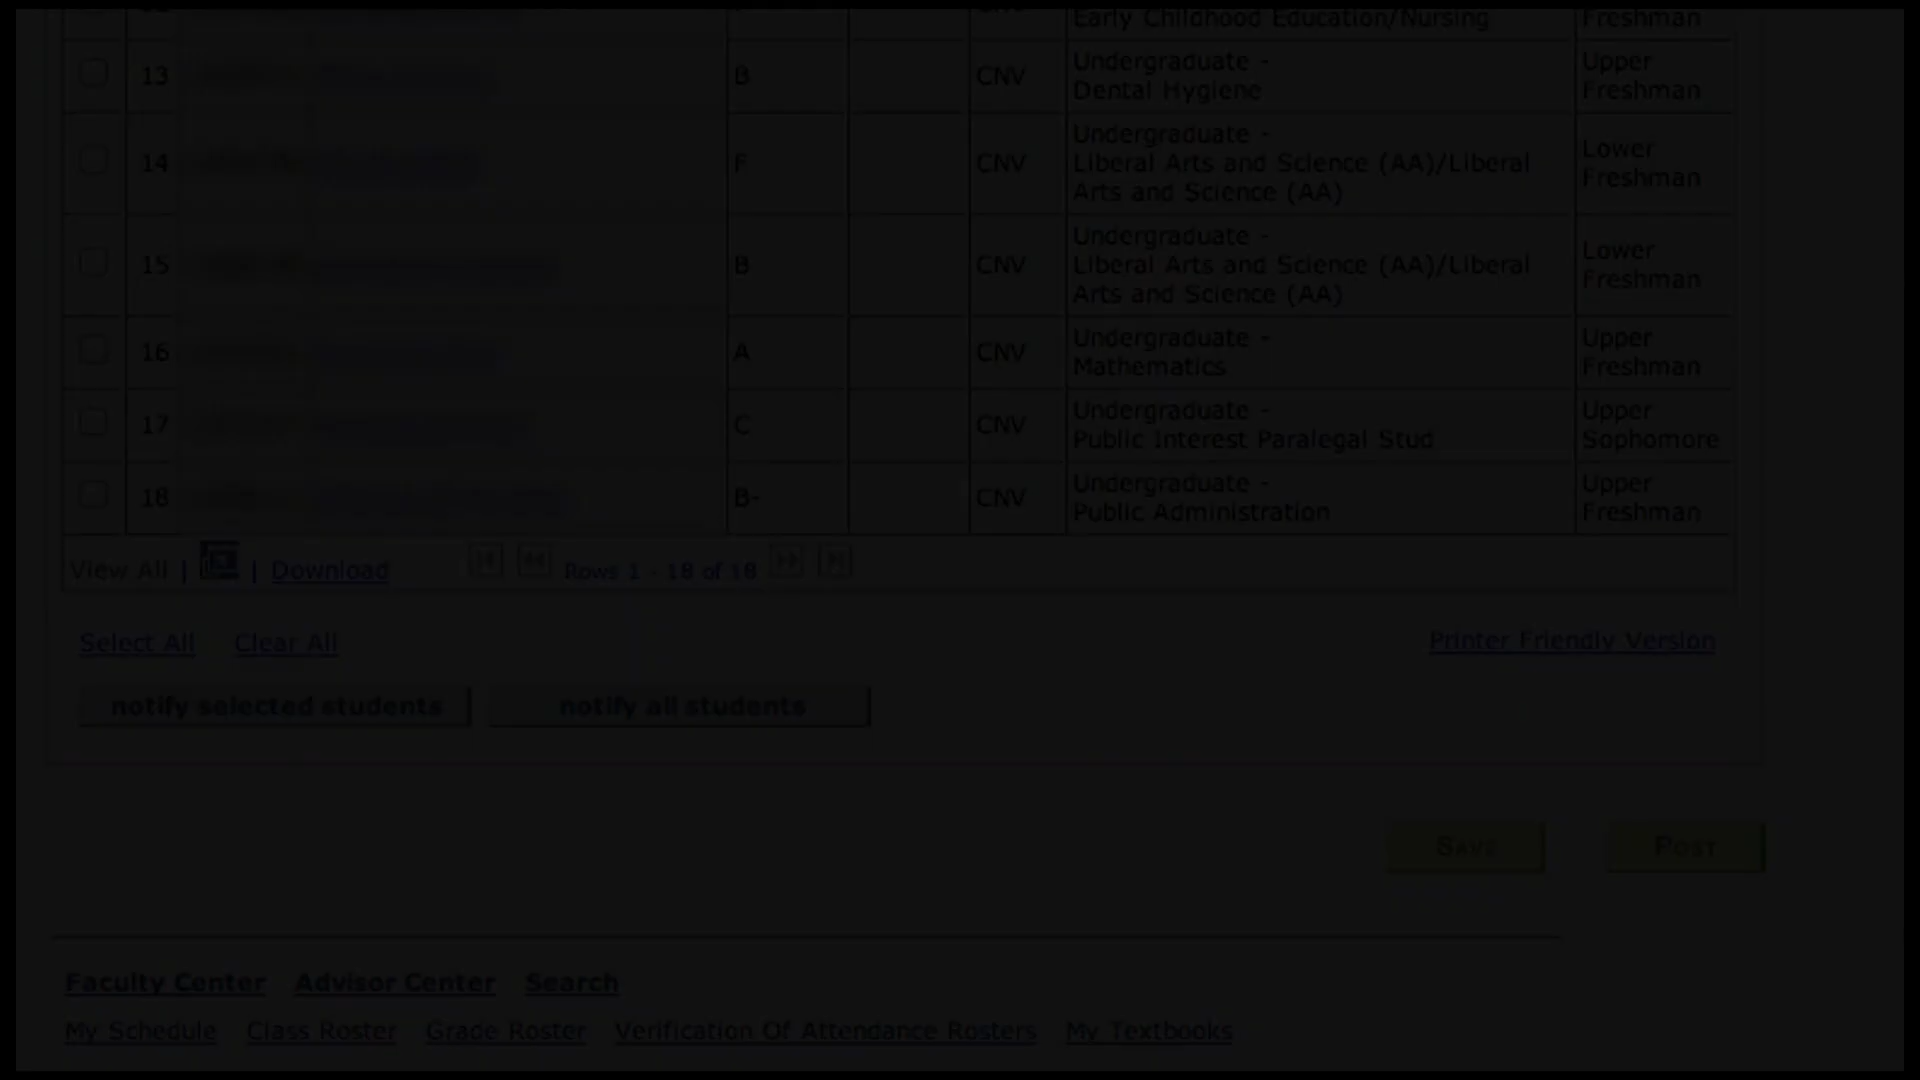 Early Childhood Education/Nursing Freshman
13 B CNV Undergraduate - Upper
Dental Hygiene Freshman
14 F CNV Undergraduate -
Liberal Arts and Science (AA)/Liberal Lower
Arts and Science (AA) Freshman
15 B CNV Undergraduate -
Liberal Arts and Science (AA)/Liberal Lower
Arts and Science (AA) Freshman
16 A CNV Undergraduate - Upper
Mathematics Freshman
17 C CNV Undergraduate - Upper
Public Interest Paralegal Stud Sophomore
18 B- CNV Undergraduate - Upper
Public Administration Freshman
View All | | Download Rows 1 - 18 of 18
Select All Clear All Printer Friendly Version
notify selected students notify all students
SAVE POST
Faculty Center Advisor Center Search
My Schedule Class Roster Grade Roster Verification Of Attendance Rosters My Textbooks